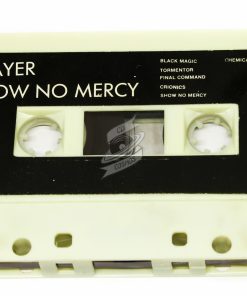 AYER
OW NO MERCY
BLACK MAGIC
TORMENTOR
FINAL COMMAND
CRIONICS
SHOW NO MERCY
CHEMICA